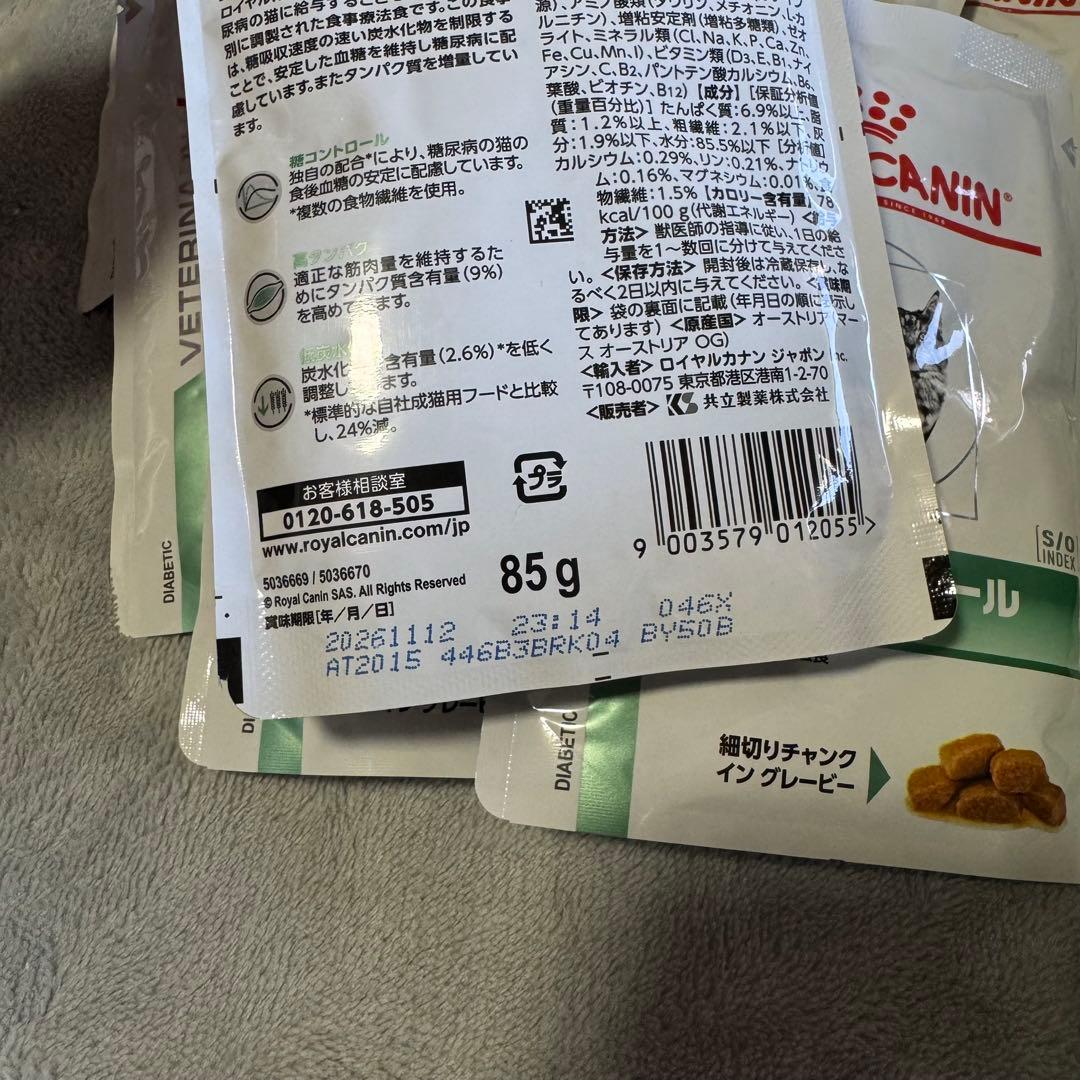 尿病の猫に給与すること
別に調製された食事療法食です。この食事
は、糖吸収速度の速い炭水化物を制限する
ことで、安定した血糖を維持し糖尿病に配
慮しています。またタンパク質を増量してい
ます。
糖コントロール
独自の配合*により、糖尿病の猫の
食後血糖の安定に配慮しています。
*複数の食物繊維を使用。
高タンパク
適正な筋肉量を維持するた
めにタンパク質含有量(9%)
を高めて
ます。
含有量(2.6%)*を低く
調整し
ます。
*標準的な自社成猫用フードと比較
し、24%減。
お客様相談室
0120-618-505
www.royalcanin.com/jp
5036669 / 5036670
© Royal Canin SAS. All Rights Reserved
賞味期限[年/月/日]
85g
20261112 23:14 046X
AT2015 446B3BRK04 BY50B
源)、アミノ酸類(タウリン、メチオニン、L-カ
ルニチン)、増粘安定剤(増粘多糖類)、ゼオ
ライト、ミネラル類(Cl、Na、K、P、Ca、Zn、
Fe、Cu、Mn、I)、ビタミン類(D3、E、B1、ナイ
アシン、C、B2、パントテン酸カルシウム、B6、
葉酸、ビオチン、B12)【成分】[保証分析値
(重量百分比)] たんぱく質:6.9%以上、脂
質:1.2%以上、粗繊維:2.1%以下、灰
分:1.9%以下、水分:85.5%以下 [分析値]
カルシウム:0.29%、リン:0.21%、ナトリウ
ム:0.16%、マグネシウム:0.01%、食
物繊維:1.5%【カロリー含有量】78
kcal/100 g(代謝エネルギー) <給与
方法> 獣医師の指導に従い、1日の給
与量を1~数回に分けて与えてくださ
い。<保存方法> 開封後は冷蔵保存し、な
るべく2日以内に与えてください。<賞味期
限> 袋の裏面に記載(年月日の順に表示し
てあります) <原産国> オーストリア(マー
ス オーストリア OG)
<輸入者> ロイヤルカナン ジャポン Inc.
〒108-0075 東京都港区港南1-2-70
<販売者> KS 共立製薬株式会社
プラ
9 003579 012055 >
VETERINA
DIABETIC
CANIN®
SINCE 1968
S/O
INDEX
ール
DIABETIC
細切りチャンク
イン グレービー